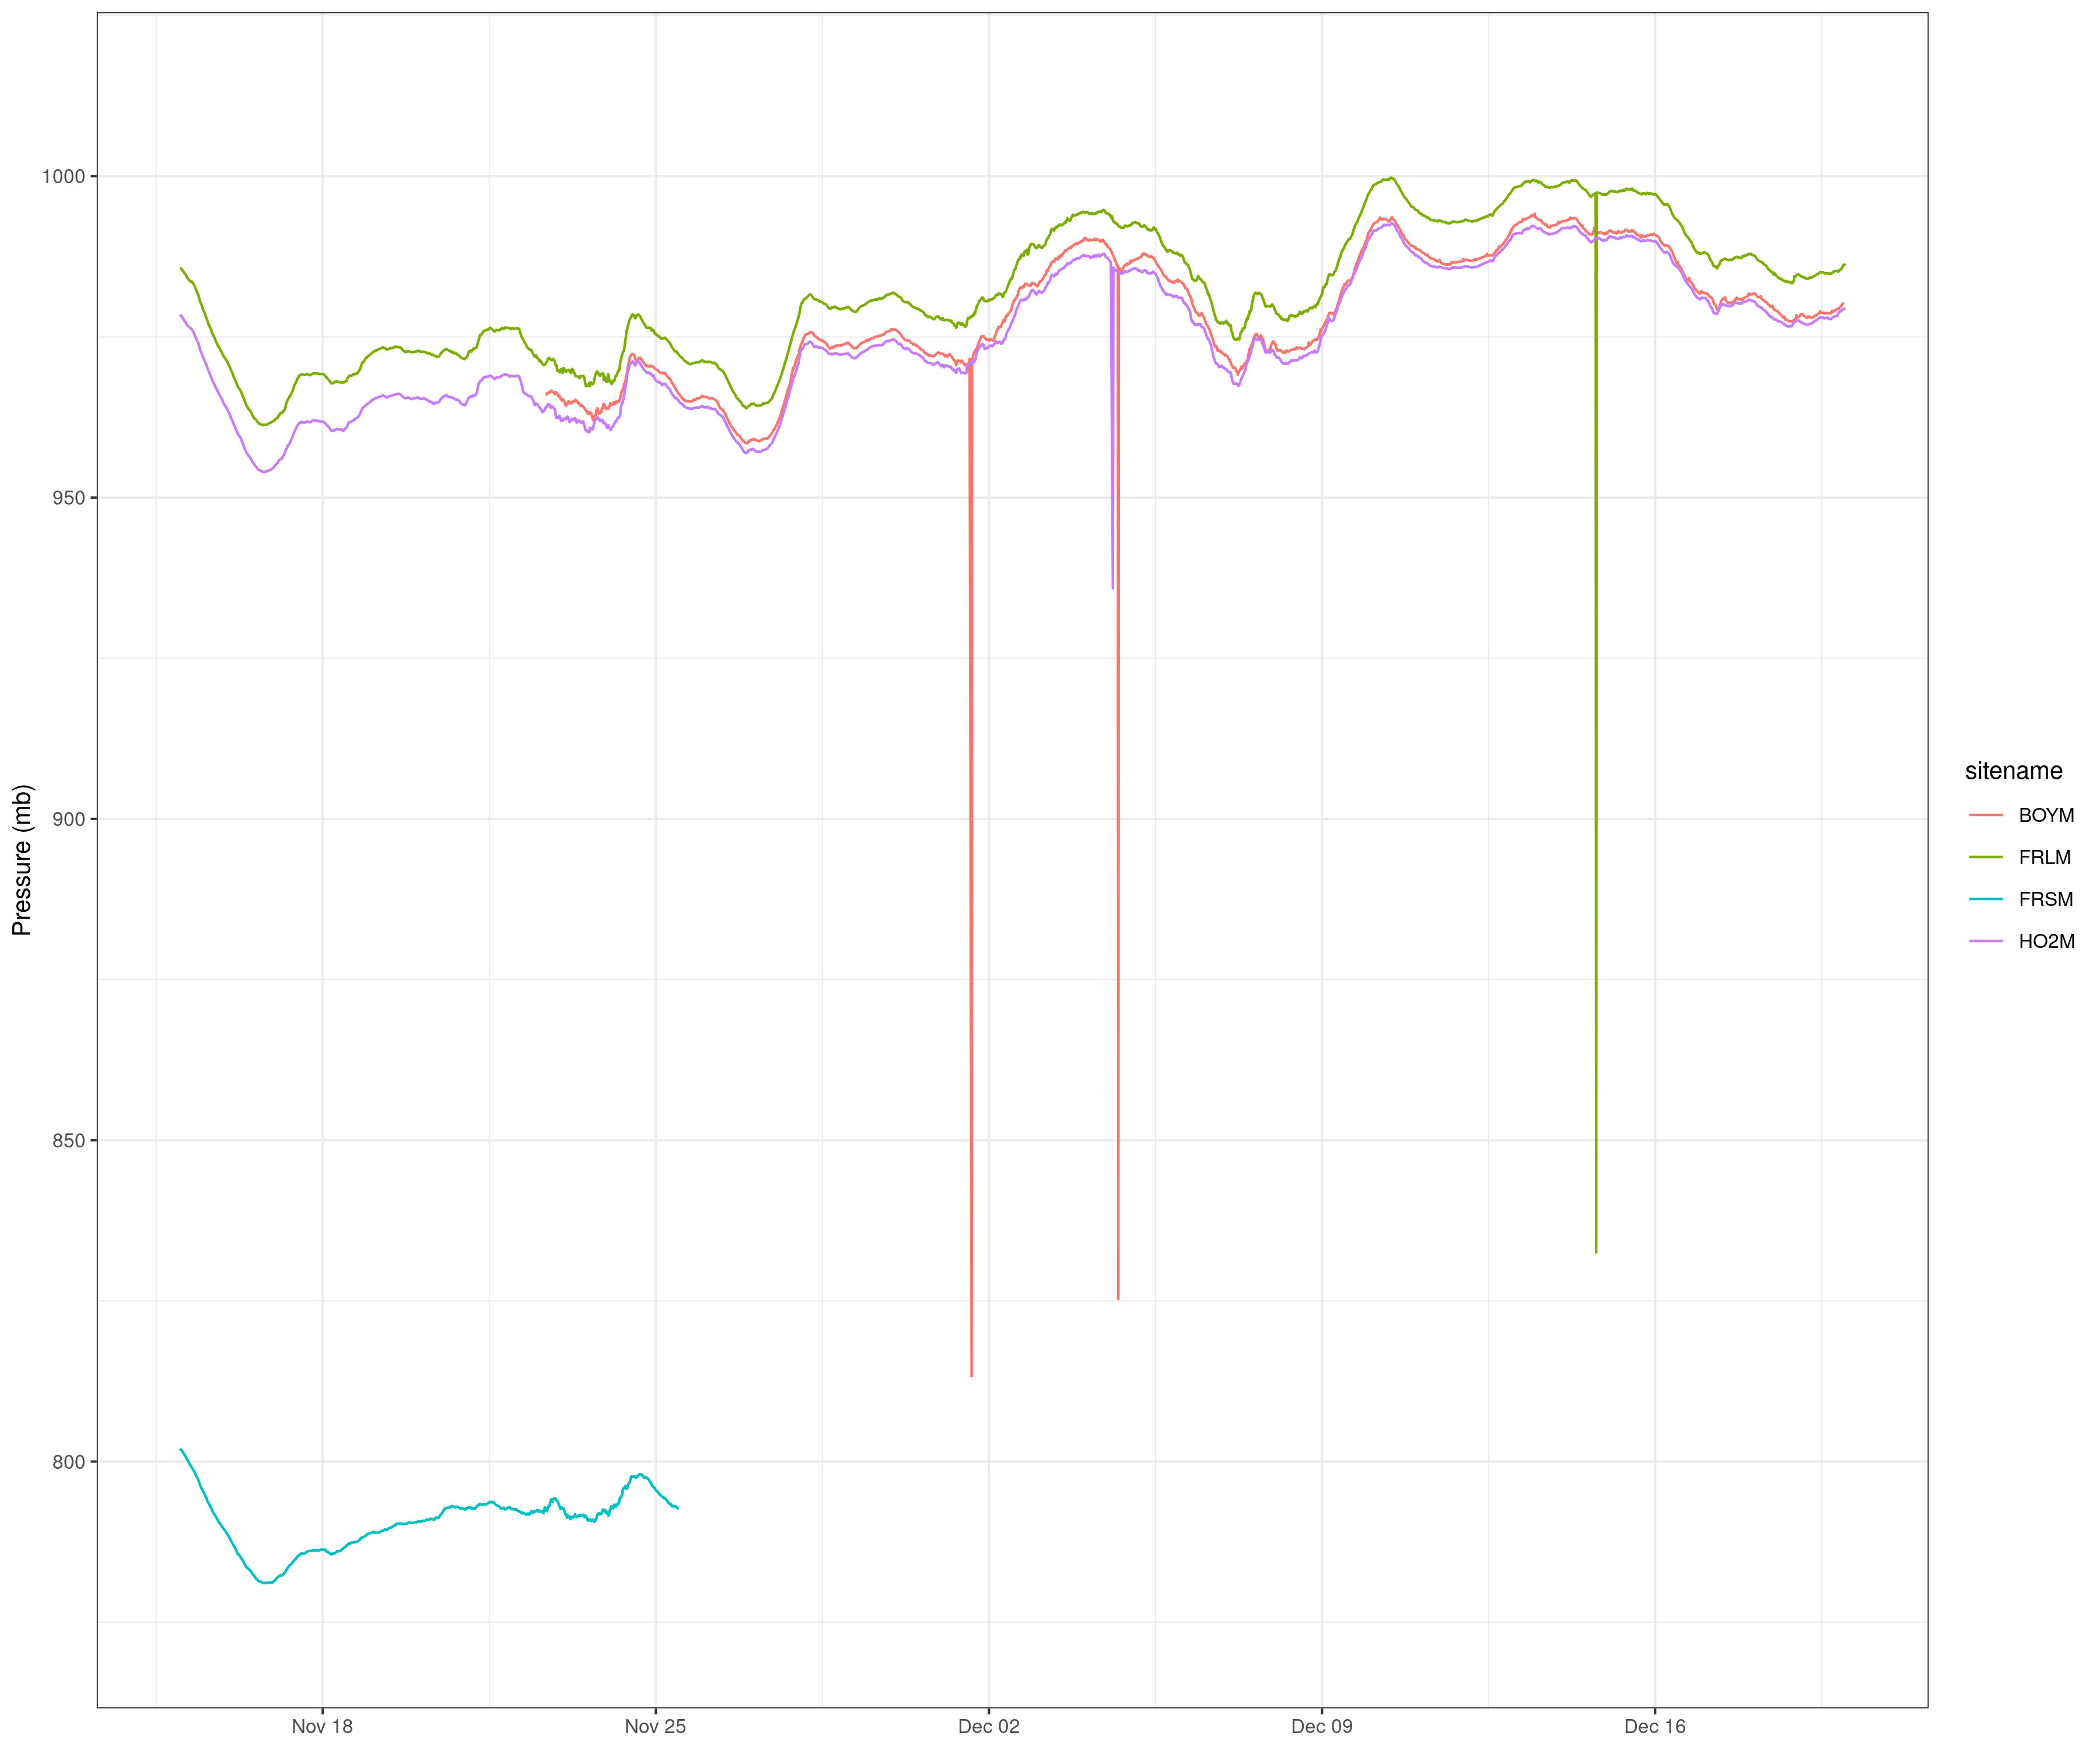 1000
950
900
850
800
Pressure (mb)
Nov 18
Nov 25
Dec 02
Dec 09
Dec 16
sitename
BOYM
FRLM
FRSM
HO2M